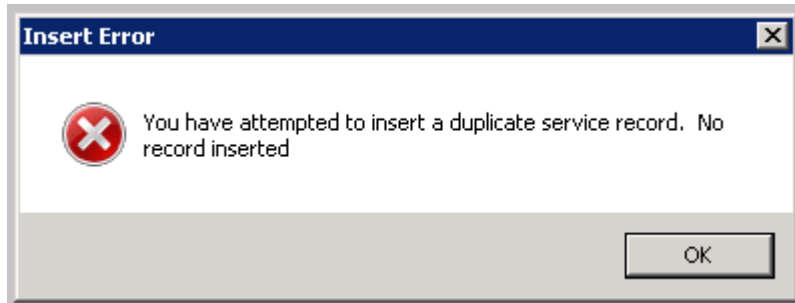 Insert Error
You have attempted to insert a duplicate service record.  No
record inserted
OK